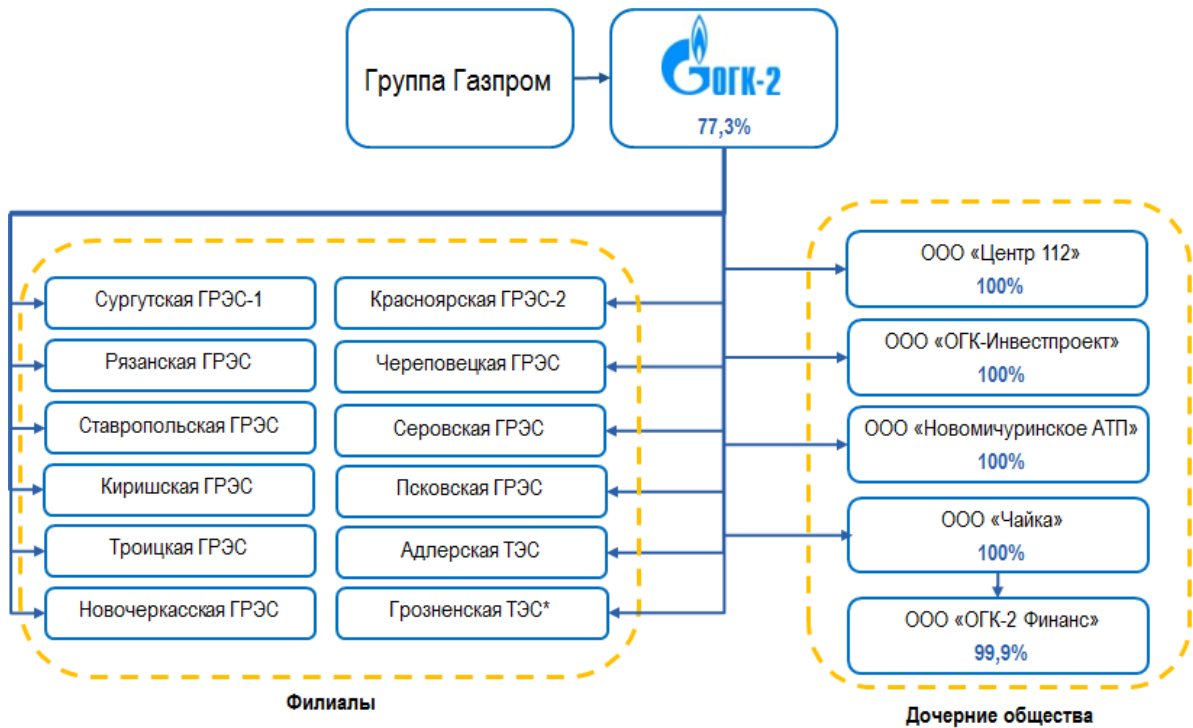 Группа Газпром
ОГК-2
77,3%
Сургутская ГРЭС-1
Рязанская ГРЭС
Ставропольская ГРЭС
Киришская ГРЭС
Троицкая ГРЭС
Новочеркасская ГРЭС
Красноярская ГРЭС-2
Череповецкая ГРЭС
Серовская ГРЭС
Псковская ГРЭС
Адлерская ТЭС
Грозненская ТЭС*
Филиалы
ООО «Центр 112»
100%
ООО «ОГК-Инвестпроект»
100%
ООО «Новомичуринское АТП»
100%
ООО «Чайка»
100%
ООО «ОГК-2 Финанс»
99,9%
Дочерние общества